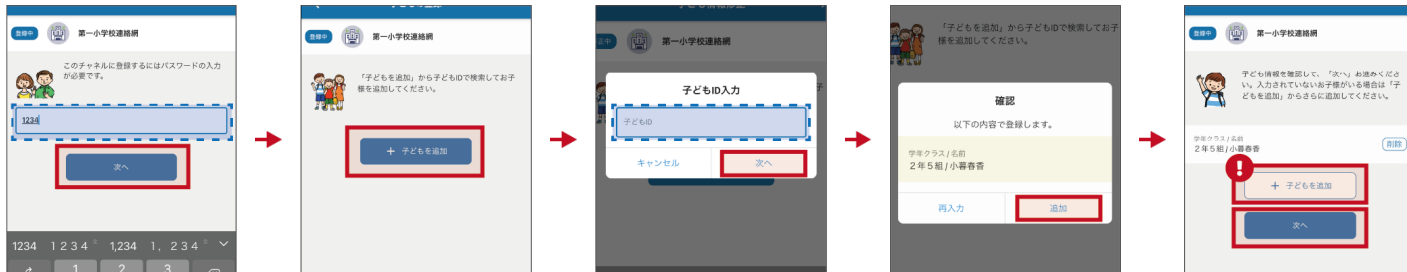 登録中
第一小学校連絡網
このチャネルに登録するにはパスワードの入力
が必要です。
1234
次へ
1234 1 2 3 4 1,234 1, 2 3 4
1 2 3
登録中
第一小学校連絡網
「子どもを追加」から子どもIDで検索してお子
様を追加してください。
+ 子どもを追加
第一小学校連絡網
子どもID入力
子どもID
キャンセル
次へ
「子どもを追加」から子どもIDで検索してお子
様を追加してください。
確認
以下の内容で登録します。
学年クラス / 名前
2年5組 / 小暮春香
再入力
追加
登録中
第一小学校連絡網
子ども情報を確認して、「次へ」お進みくださ
い。入力されていないお子様がいる場合は「子
どもを追加」からさらに追加してください。
学年クラス / 名前
2年5組 / 小暮春香
削除
!
+ 子どもを追加
次へ